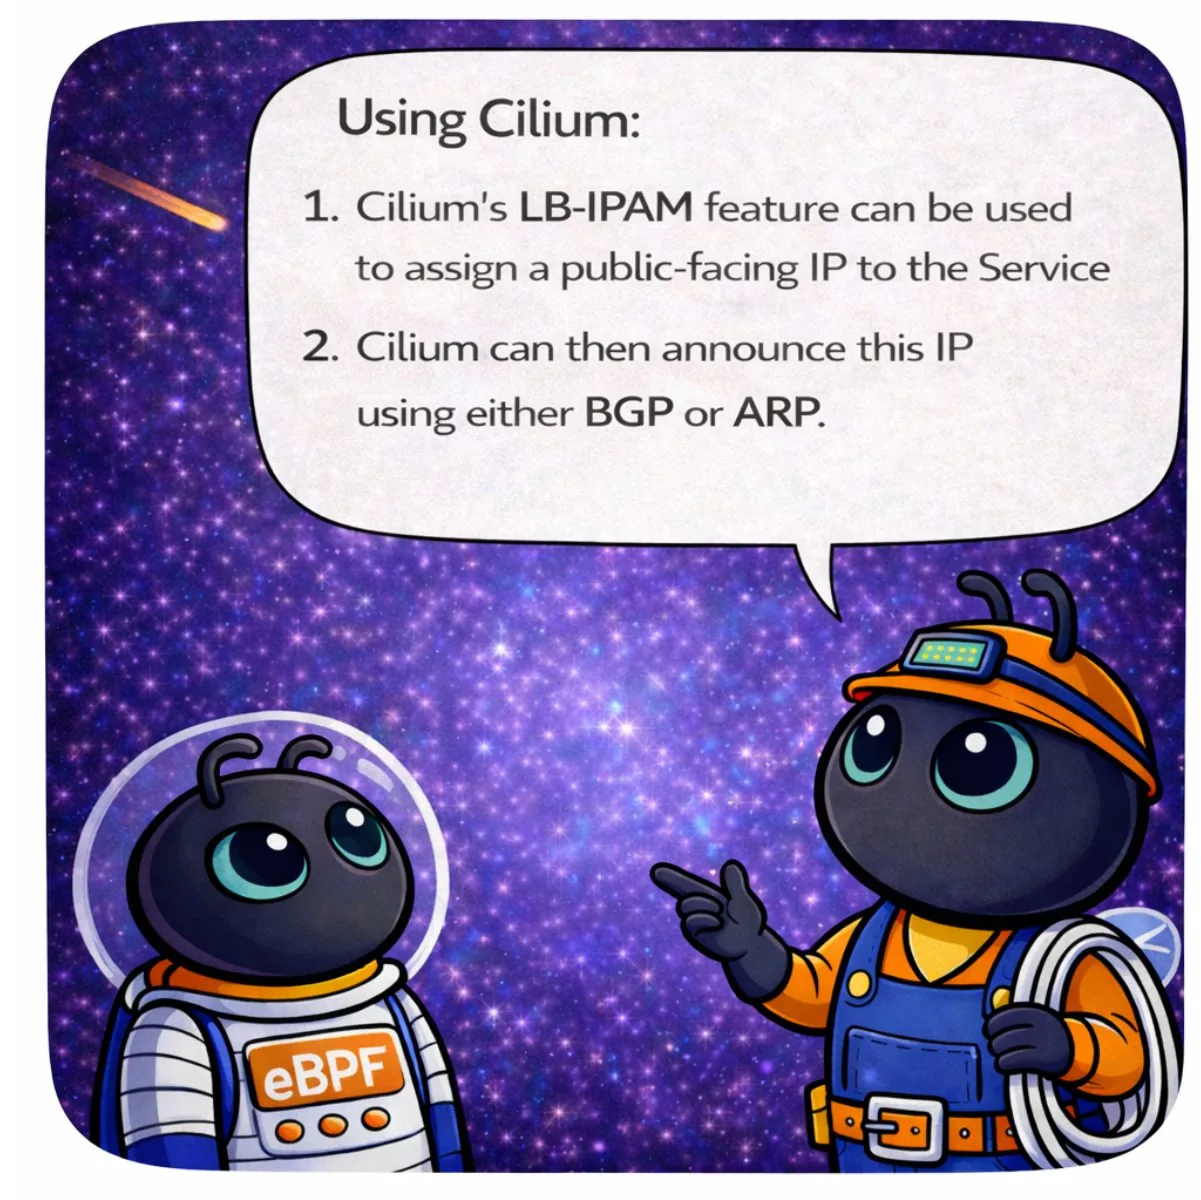 Using Cilium:
1. Cilium's LB-IPAM feature can be used
to assign a public-facing IP to the Service
2. Cilium can then announce this IP
using either BGP or ARP.
eBPF